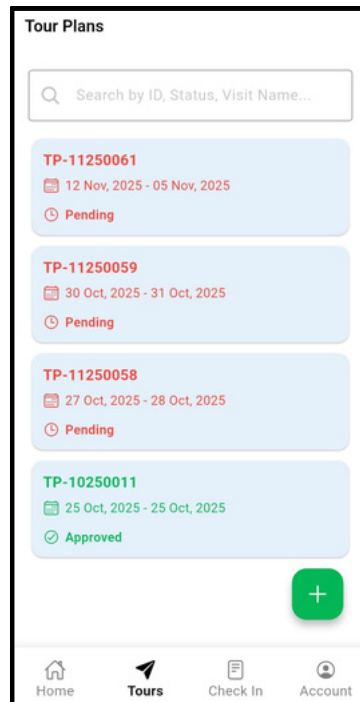 Tour Plans
Search by ID, Status, Visit Name...
TP-11250061
12 Nov, 2025 - 05 Nov, 2025
Pending
TP-11250059
30 Oct, 2025 - 31 Oct, 2025
Pending
TP-11250058
27 Oct, 2025 - 28 Oct, 2025
Pending
TP-10250011
25 Oct, 2025 - 25 Oct, 2025
Approved
+
Home Tours Check In Account